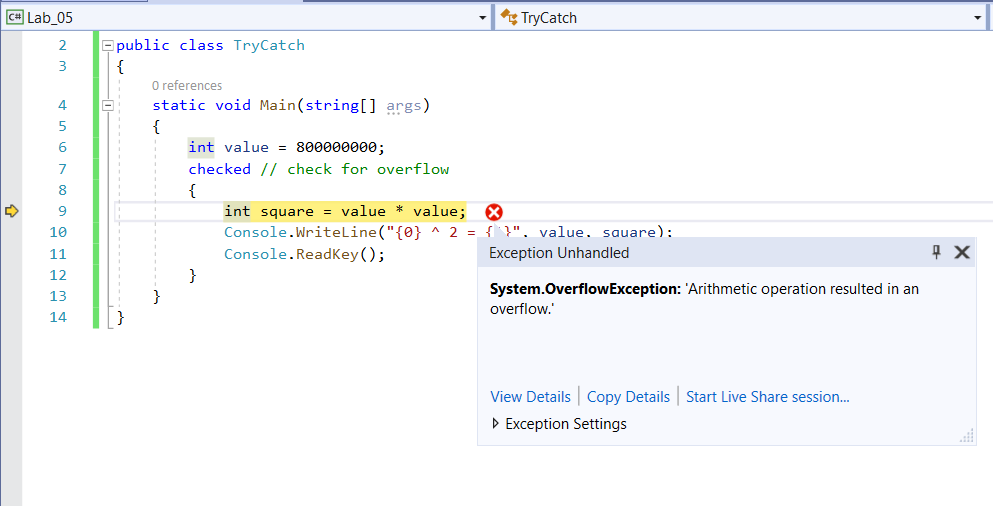 C# Lab_05 TryCatch
2 public class TryCatch
3 {
0 references
4 static void Main(string[] args)
5 {
6 int value = 800000000;
7 checked // check for overflow
8 {
9 int square = value * value;
10 Console.WriteLine("{0} ^ 2 = { }", value, square);
11 Console.ReadKey();
12 }
13 }
14 }
Exception Unhandled
System.OverflowException: 'Arithmetic operation resulted in an
overflow.'
View Details | Copy Details | Start Live Share session...
Exception Settings